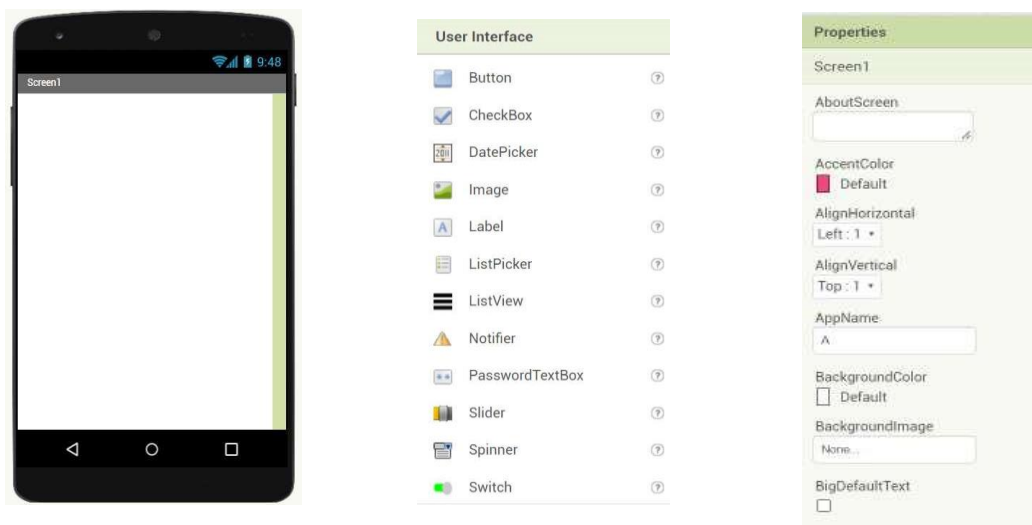 9:48
Screen1
User Interface
Button
CheckBox
DatePicker
Image
Label
ListPicker
ListView
Notifier
PasswordTextBox
Slider
Spinner
Switch
Properties
Screen1
AboutScreen
AccentColor
Default
AlignHorizontal
Left : 1
AlignVertical
Top : 1
AppName
A
BackgroundColor
Default
BackgroundImage
None...
BigDefaultText